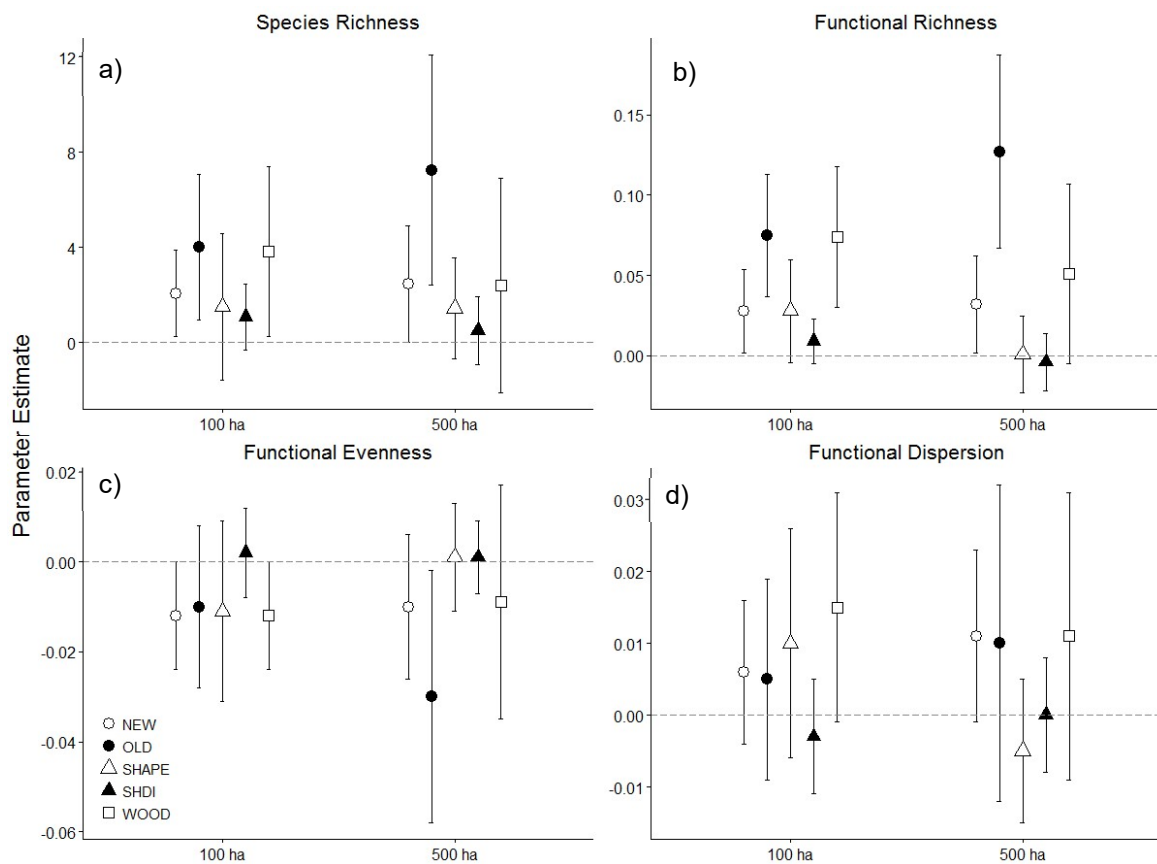 Species Richness
Functional Richness
a)
b)
12
8
4
0
0.15
0.10
0.05
0.00
100 ha
500 ha
100 ha
500 ha
Parameter Estimate
Functional Evenness
Functional Dispersion
c)
d)
0.02
0.00
-0.02
-0.04
-0.06
0.03
0.02
0.01
0.00
-0.01
NEW
OLD
SHAPE
SHDI
WOOD
100 ha
500 ha
100 ha
500 ha